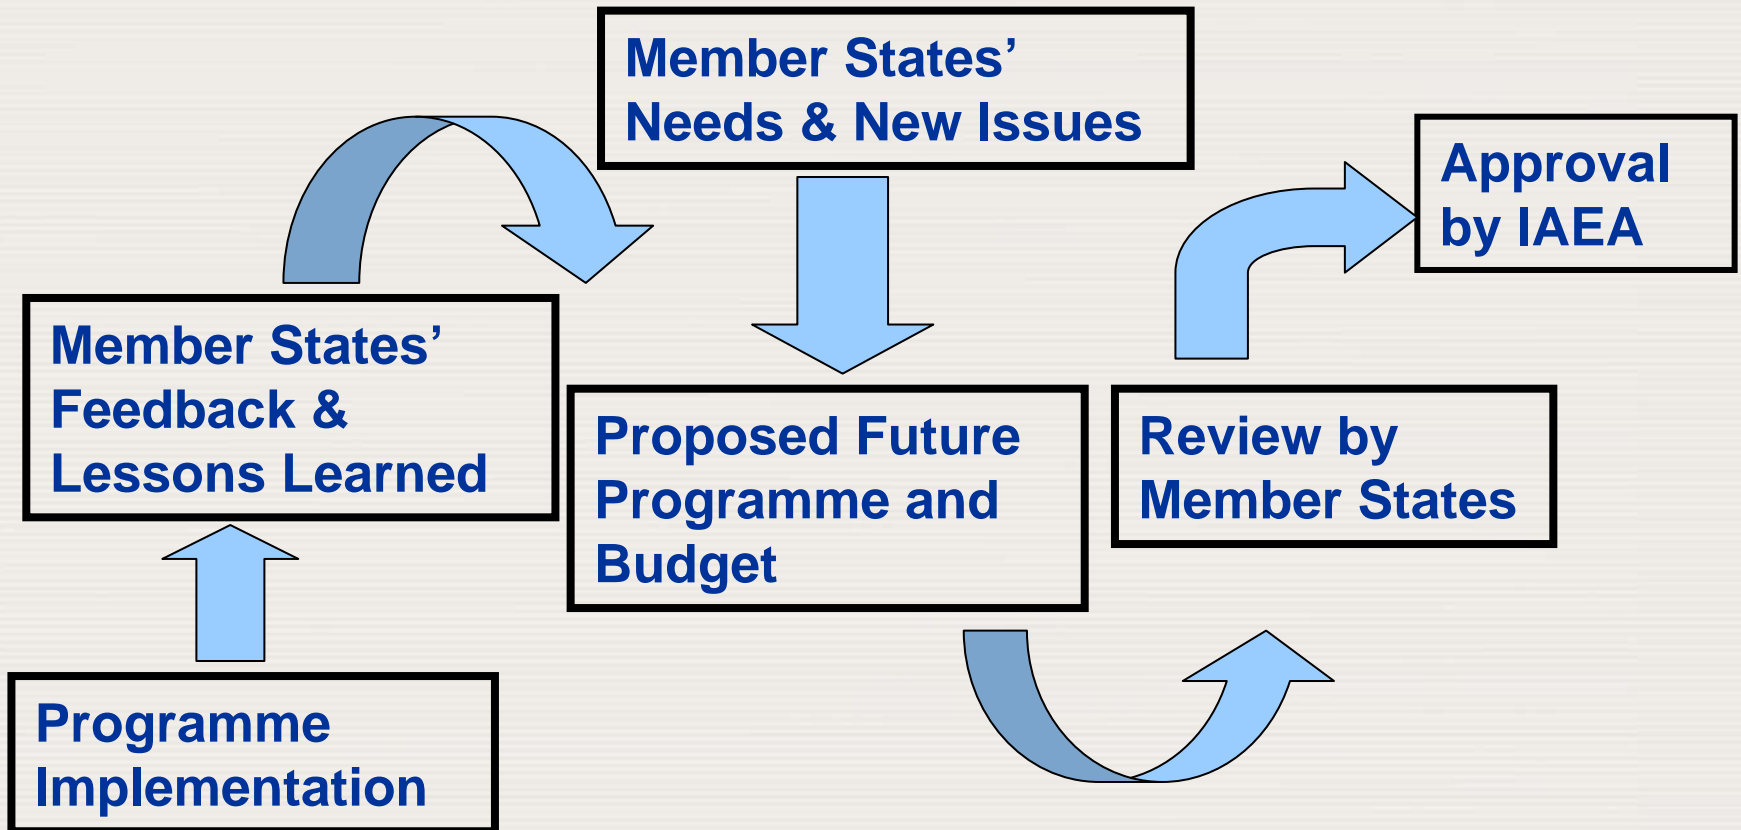 Member States’
Needs & New Issues
Approval
by IAEA
Member States’
Feedback &
Lessons Learned
Proposed Future
Programme and
Budget
Review by
Member States
Programme
Implementation